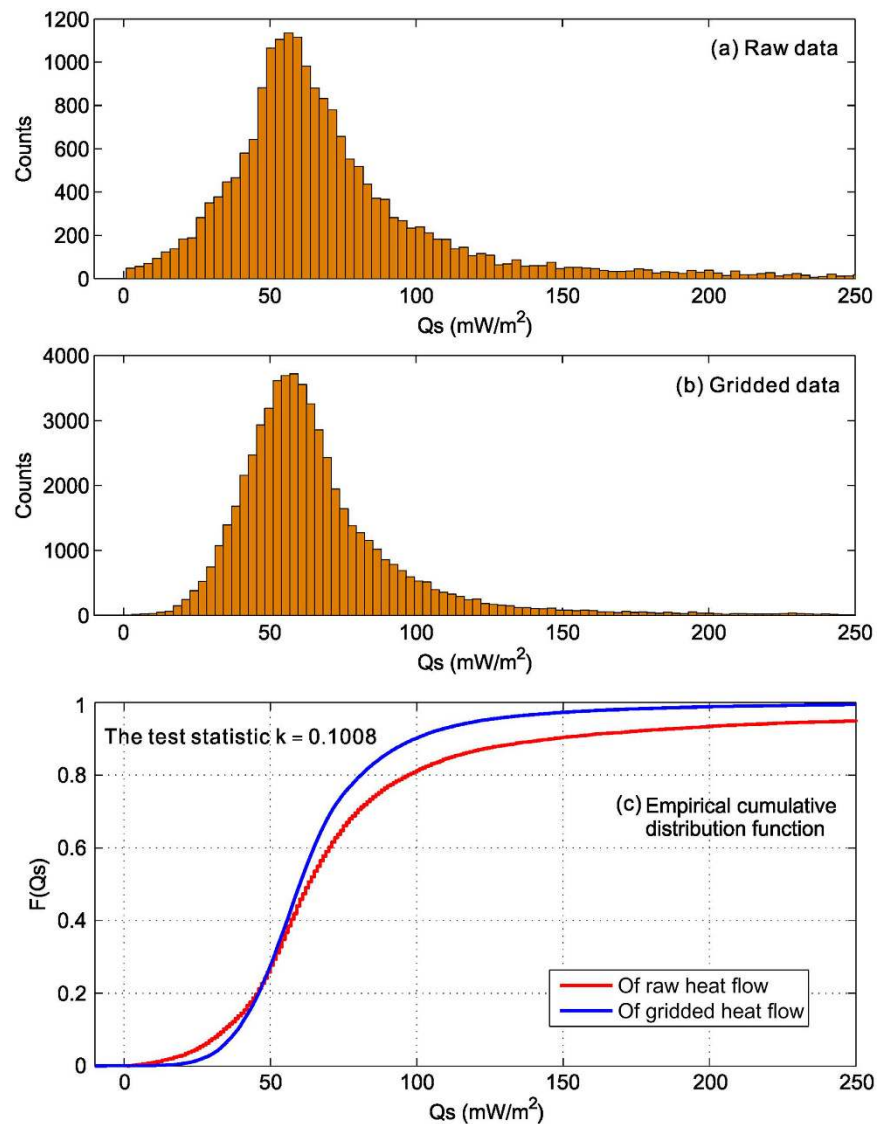 1200
1000
800
600
400
200
0
Counts
(a) Raw data
0 50 100 150 200 250
Qs (mW/m²)
4000
3000
2000
1000
0
Counts
(b) Gridded data
0 50 100 150 200 250
Qs (mW/m²)
1
0.8
0.6
0.4
0.2
0
F(Qs)
The test statistic k = 0.1008
(c) Empirical cumulative
distribution function
Of raw heat flow
Of gridded heat flow
0 50 100 150 200 250
Qs (mW/m²)